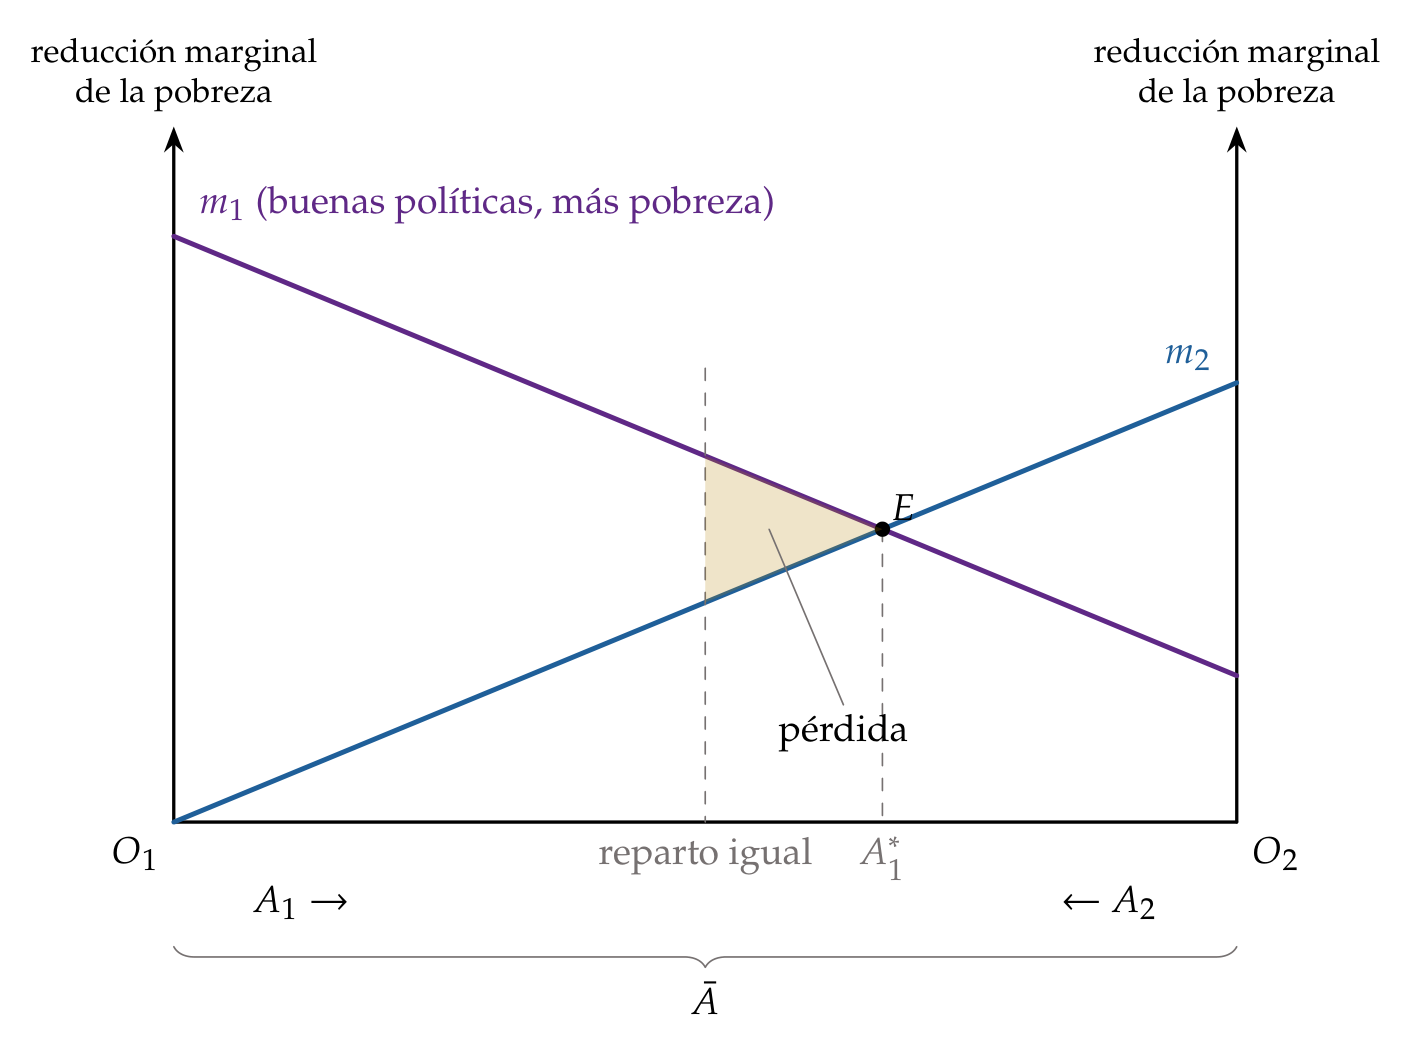 reducción marginal
de la pobreza
reducción marginal
de la pobreza
m₁ (buenas políticas, más pobreza)
m₂
E
pérdida
O₁
reparto igual
A₁*
O₂
A₁ →
← A₂
Ā